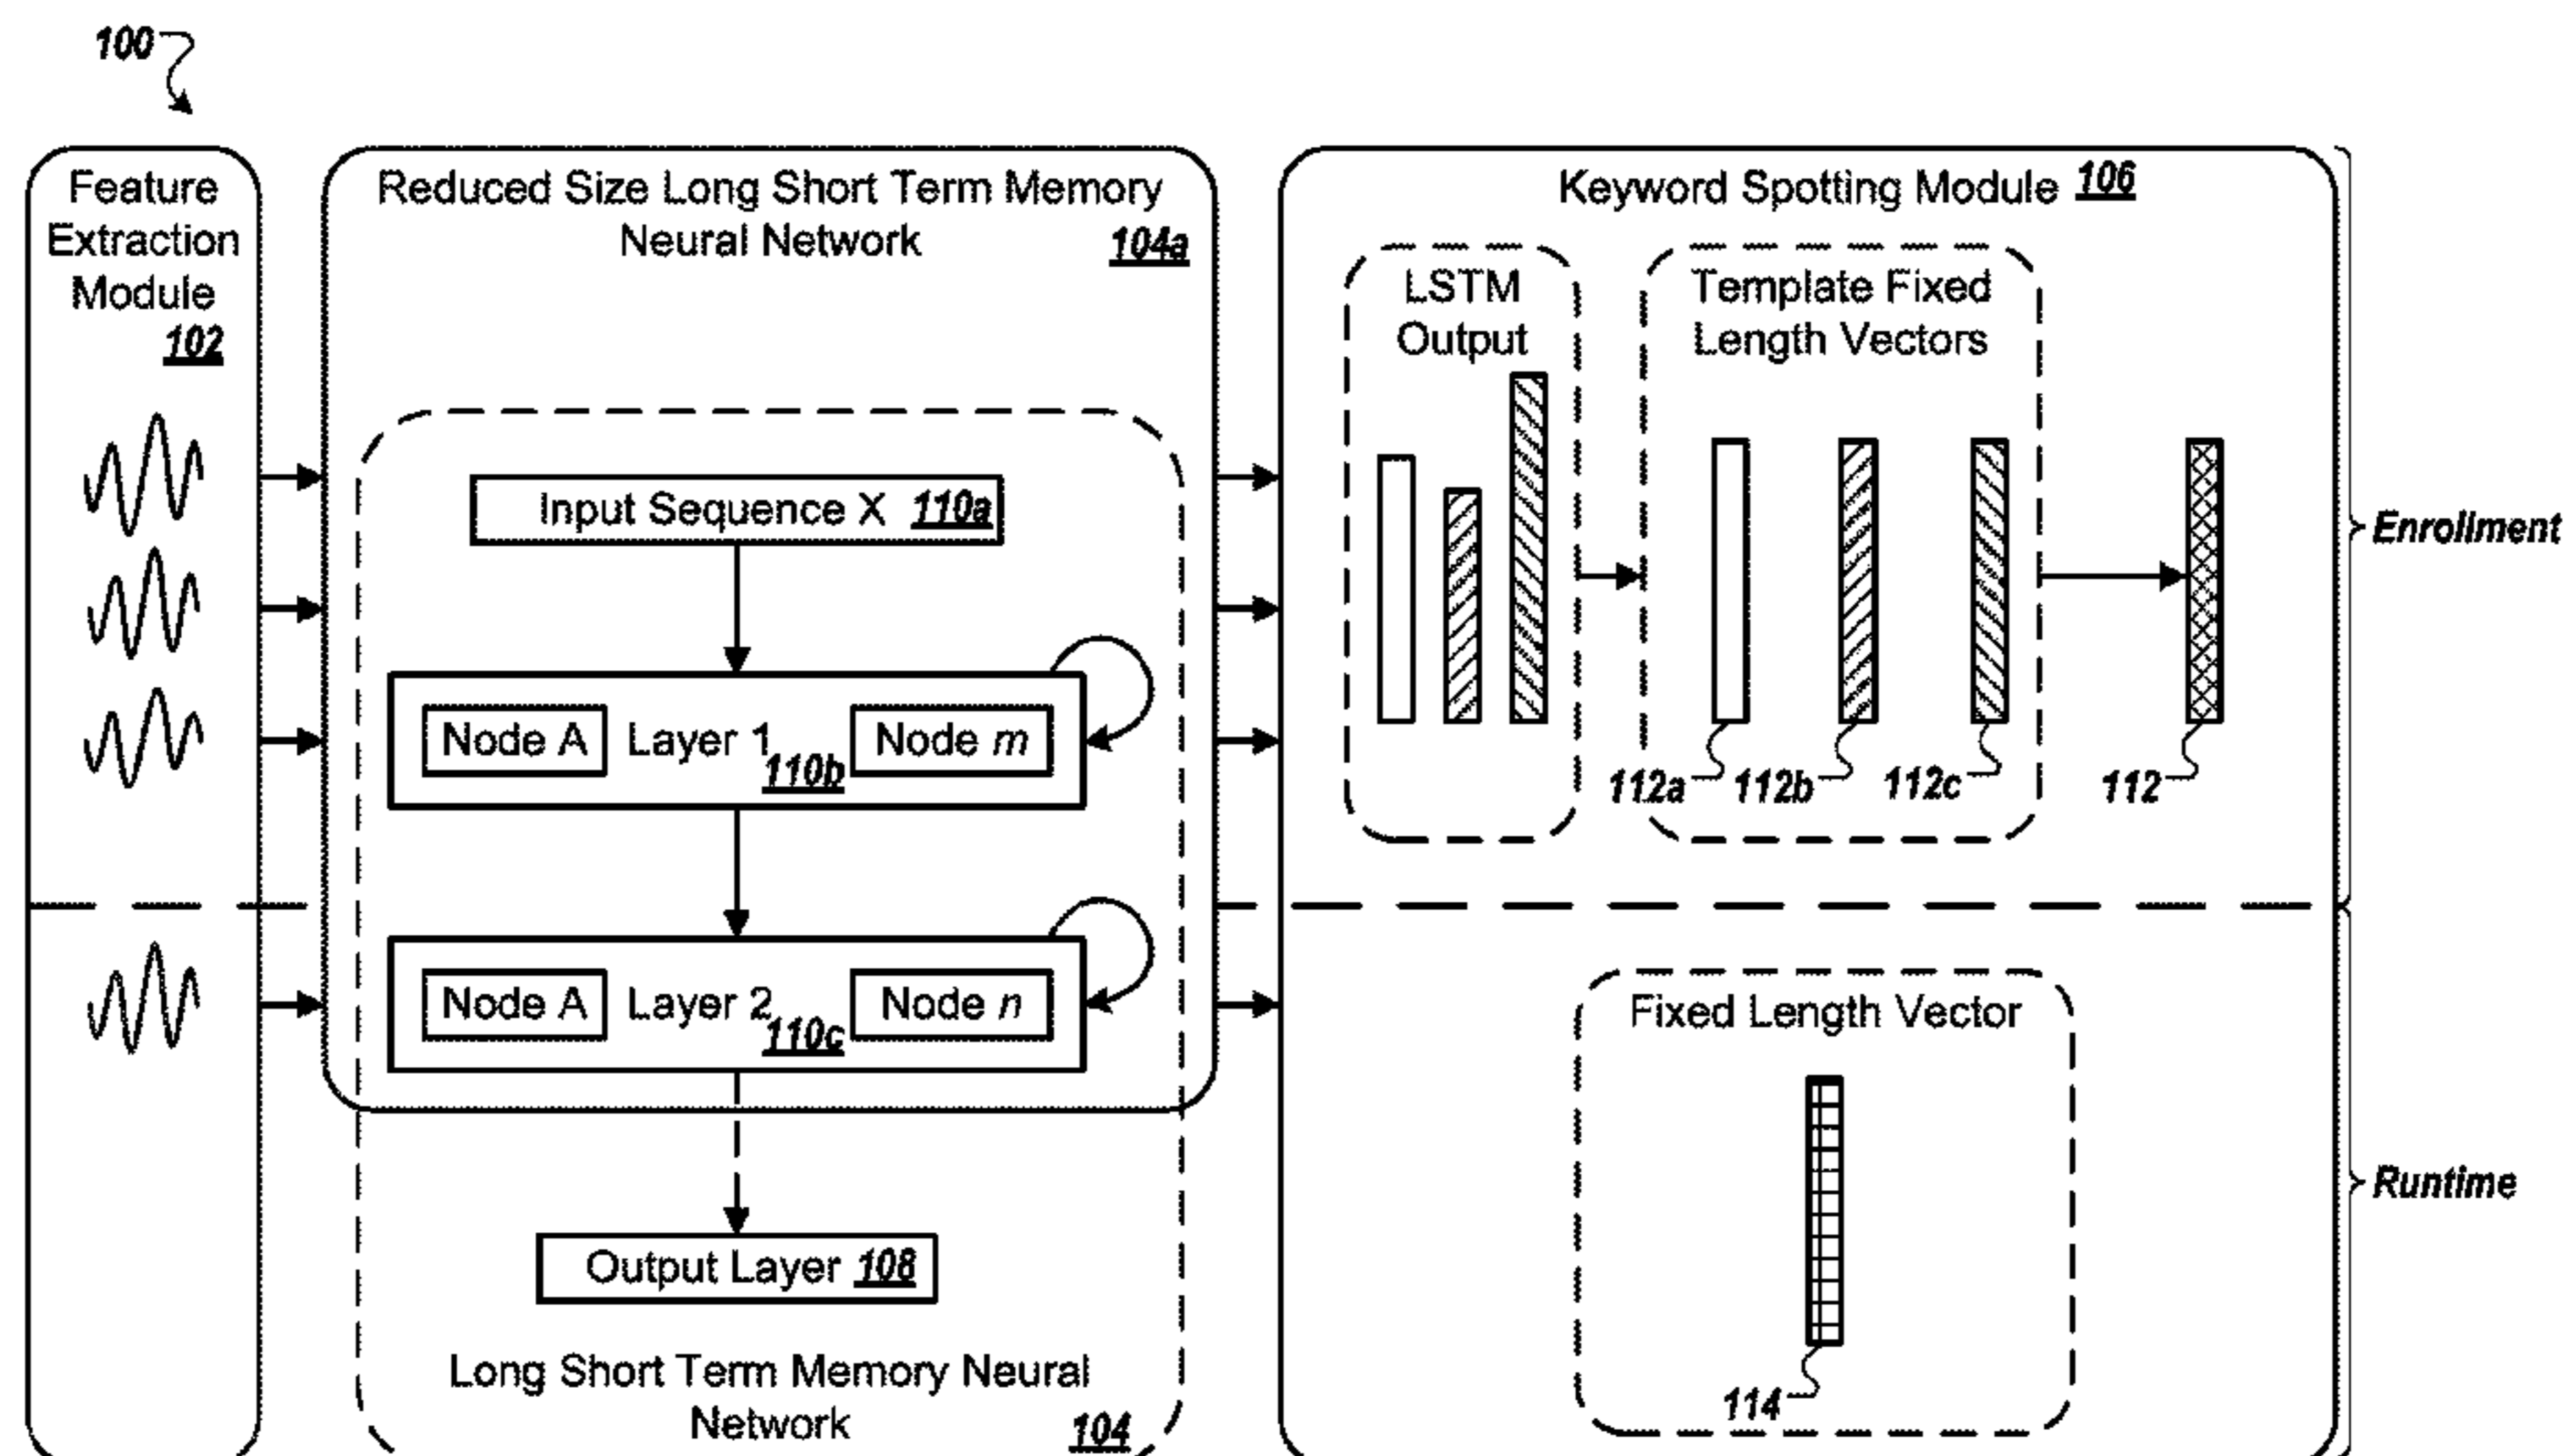 100
Feature
Extraction
Module
102
Reduced Size Long Short Term Memory
Neural Network
104a
Input Sequence X 110a
Node A Layer 1 110b Node m
Node A Layer 2 110c Node n
Output Layer 108
Long Short Term Memory Neural
Network
104
Keyword Spotting Module 106
LSTM
Output
Template Fixed
Length Vectors
112a 112b 112c 112
Enrollment
Fixed Length Vector
114
Runtime